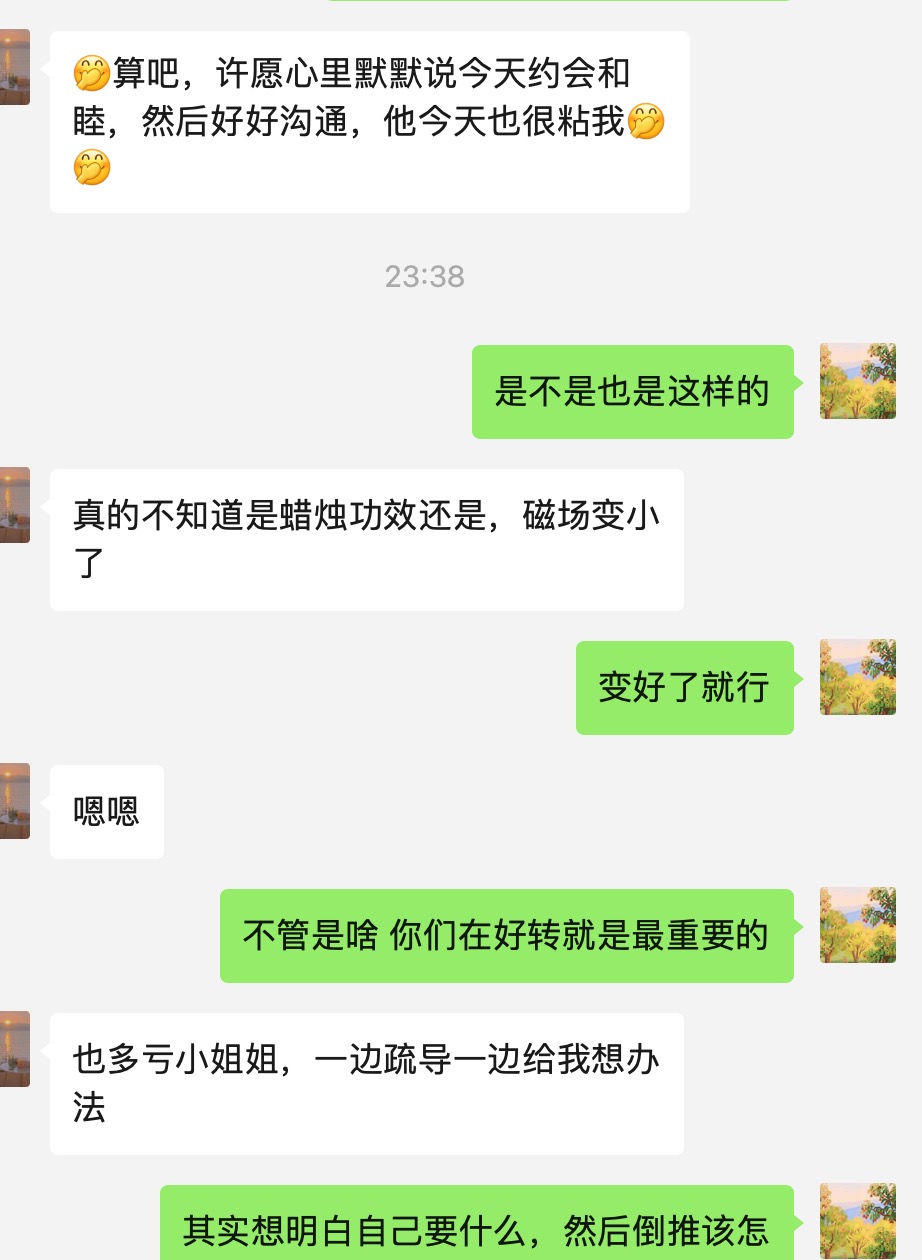 🤭算吧，许愿心里默默说今天约会和
睦，然后好好沟通，他今天也很粘我🤭
🤭
23:38
是不是也是这样的
真的不知道是蜡烛功效还是，磁场变小
了
变好了就行
嗯嗯
不管是啥 你们在好转就是最重要的
也多亏小姐姐，一边疏导一边给我想办
法
其实想明白自己要什么，然后倒推该怎